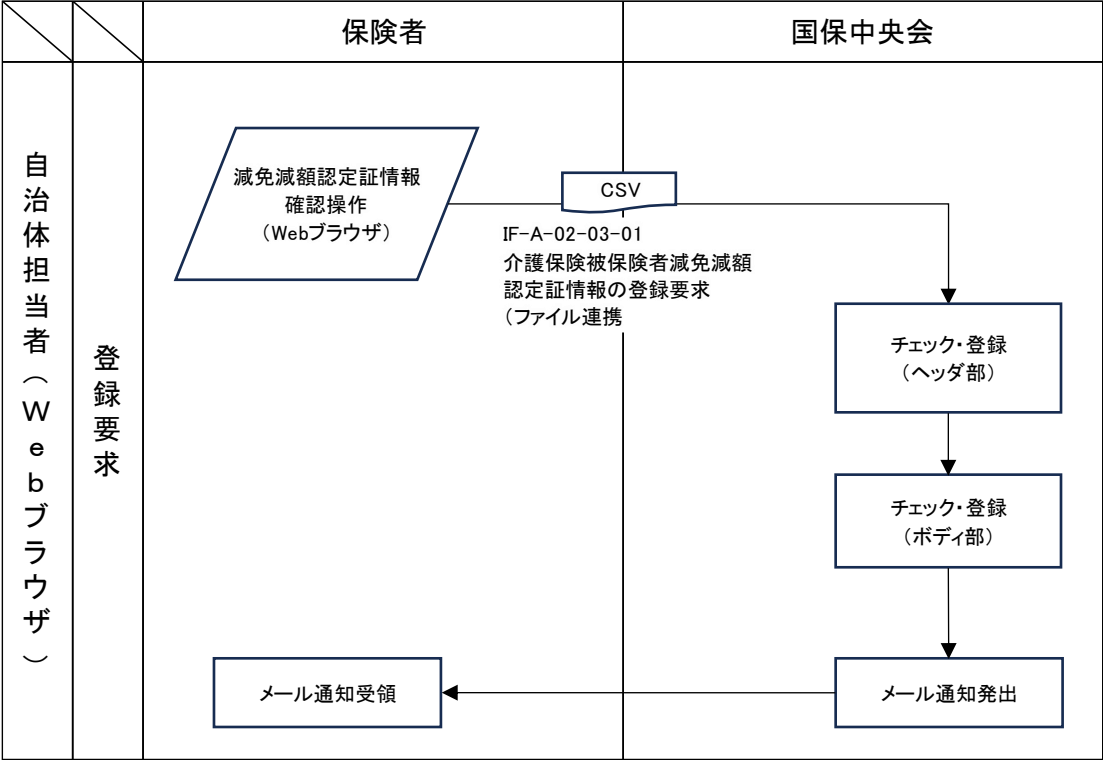 保険者
国保中央会
自治体担当者（Ｗｅｂブラウザ）
登録要求
減免減額認定証情報
確認操作
（Webブラウザ）
CSV
IF-A-02-03-01
介護保険被保険者減免減額
認定証情報の登録要求
（ファイル連携
チェック・登録
（ヘッダ部）
チェック・登録
（ボディ部）
メール通知受領
メール通知発出